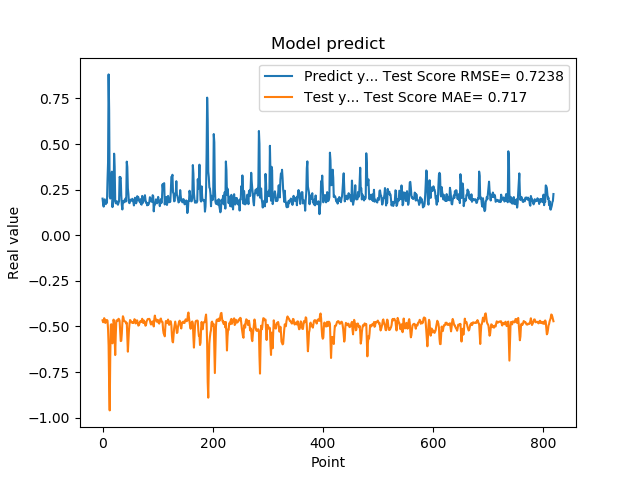 Model predict
Predict y... Test Score RMSE= 0.7238
Test y... Test Score MAE= 0.717
0.75
0.50
0.25
0.00
−0.25
−0.50
−0.75
−1.00
Real value
0 200 400 600 800
Point